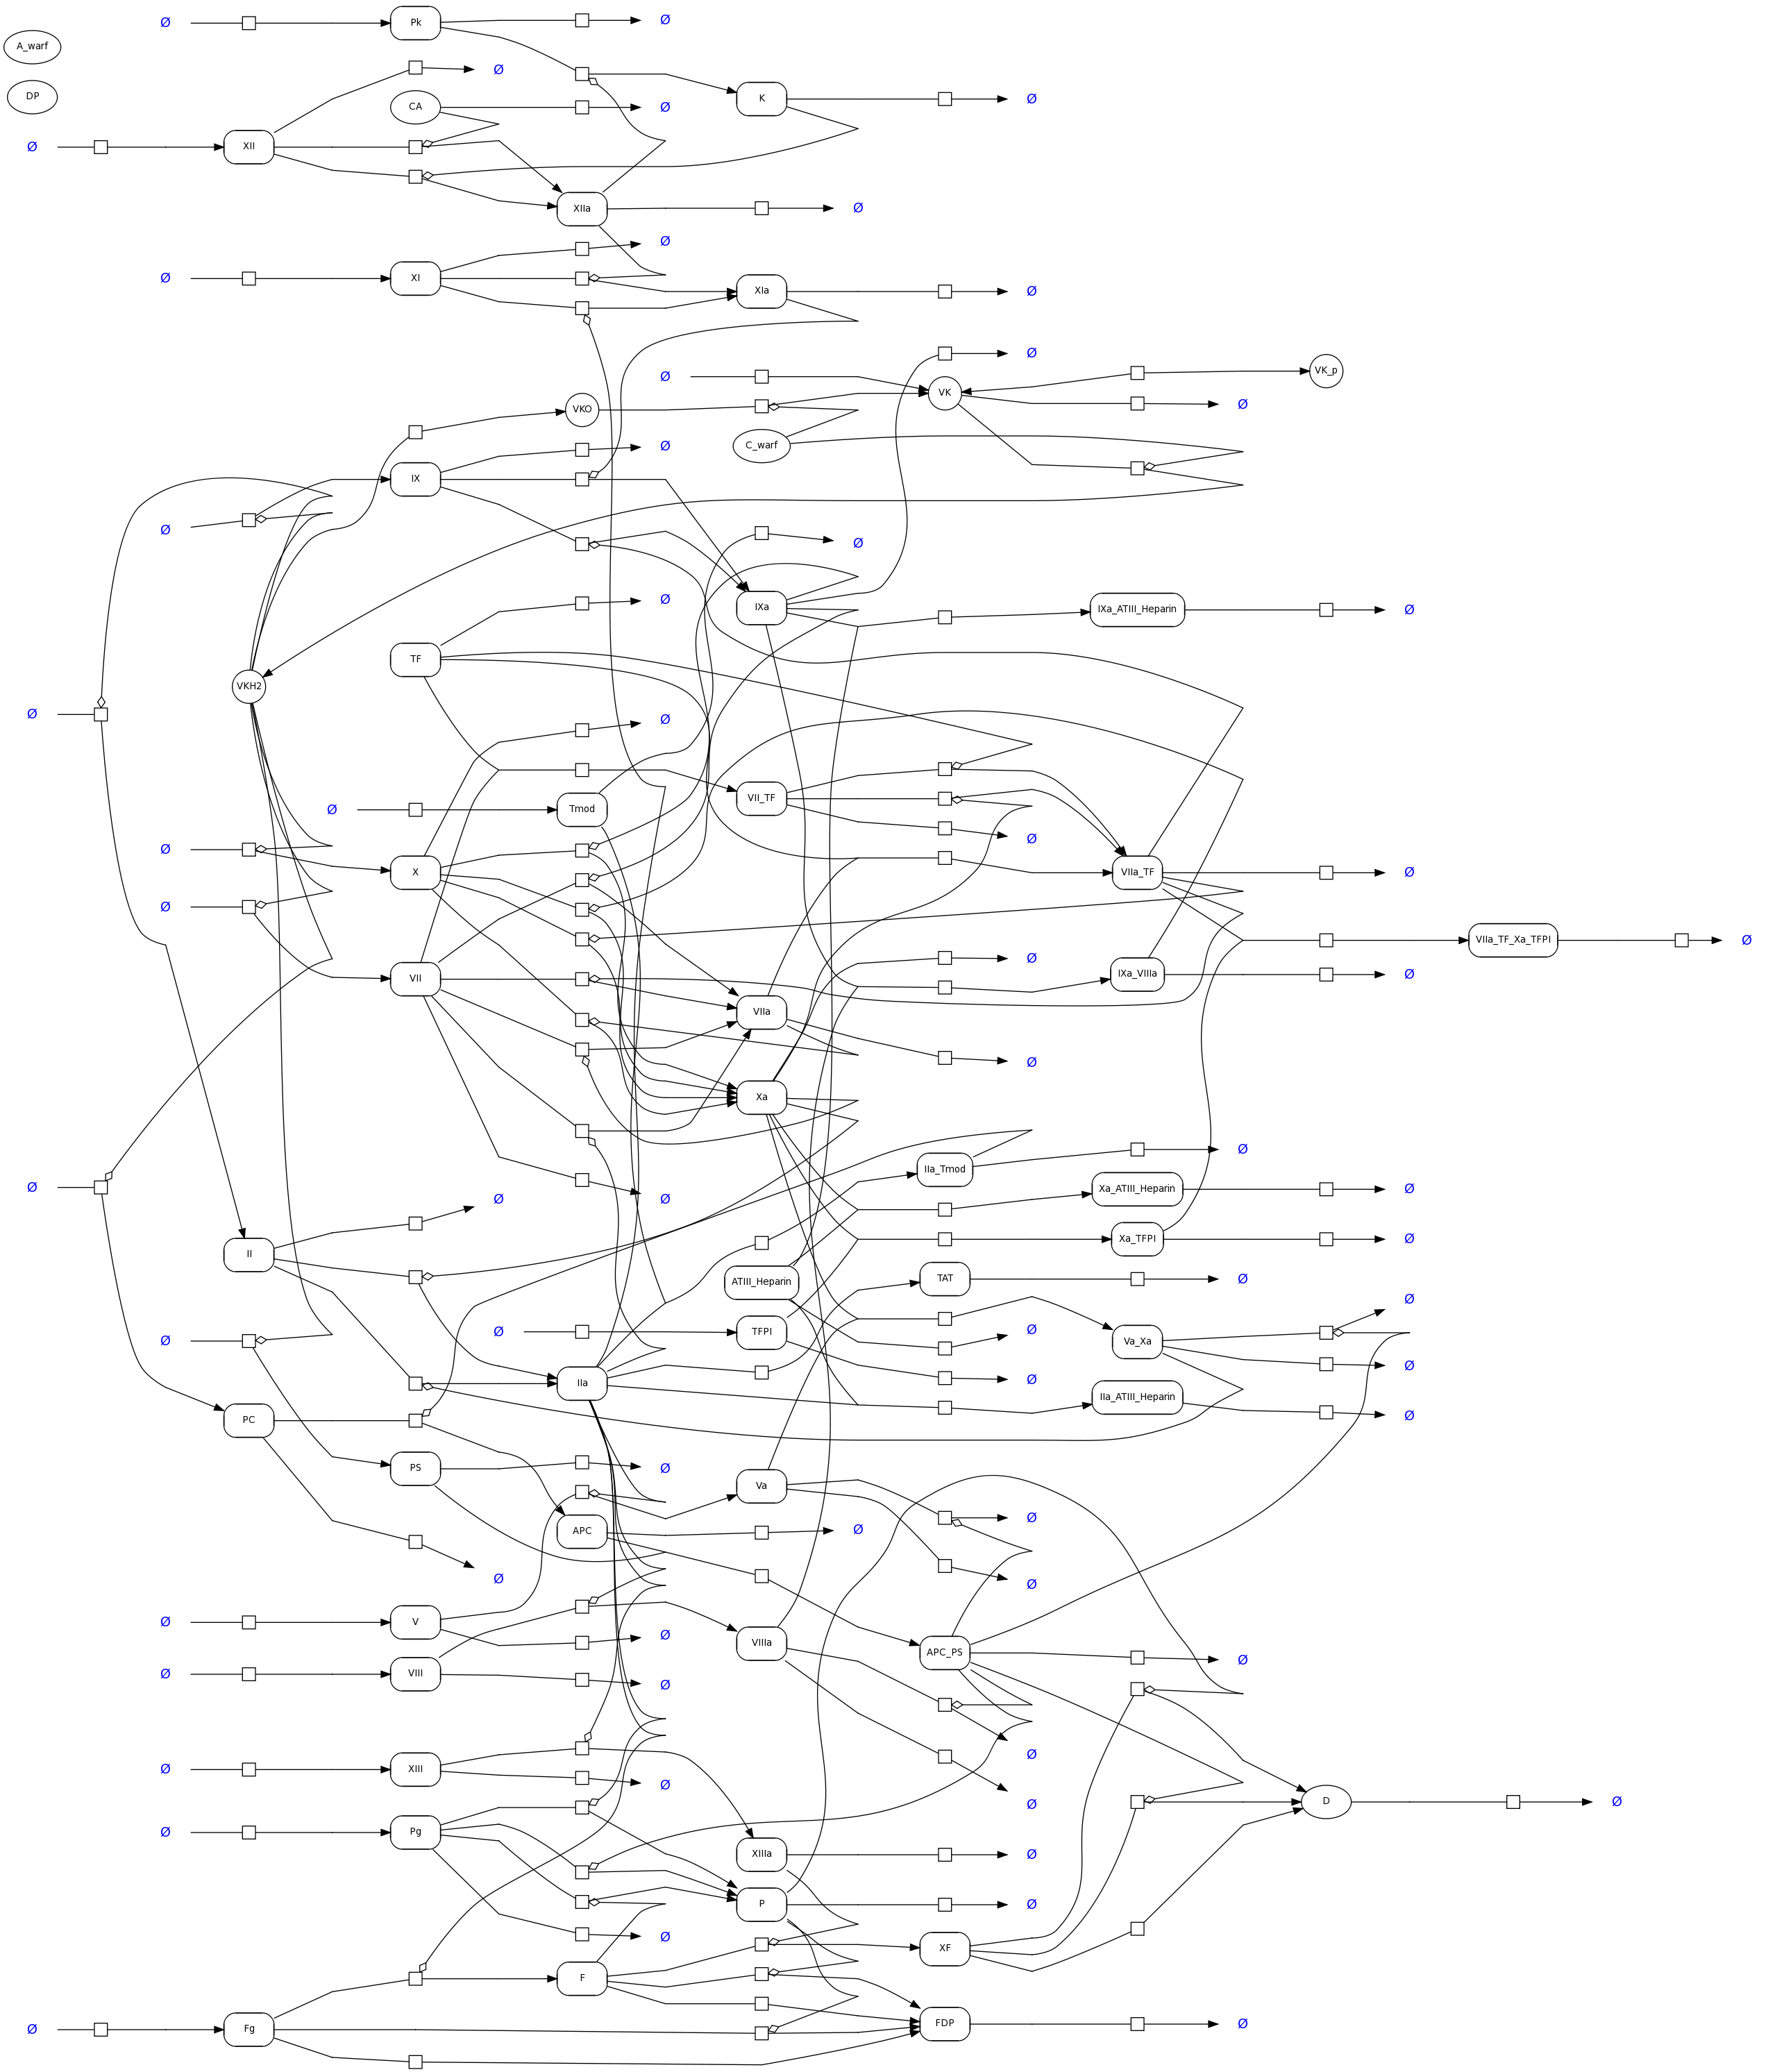 Ø
Pk
Ø
A_warf
Ø
DP
K
Ø
CA
Ø
Ø
XII
XIIa
Ø
Ø
XI
Ø
XIa
Ø
Ø
Ø
VK
VK_p
Ø
VKO
C_warf
Ø
IX
Ø
Ø
IXa
IXa_ATIII_Heparin
Ø
Ø
TF
VKH2
Ø
Ø
Ø
Tmod
VII_TF
Ø
Ø
X
VIIa_TF
Ø
Ø
VIIa_TF_Xa_TFPI
Ø
Ø
VII
IXa_VIIIa
Ø
VIIa
Ø
Xa
IIa_Tmod
Ø
Ø
Ø
Xa_ATIII_Heparin
Ø
Ø
II
Xa_TFPI
Ø
ATIII_Heparin
TAT
Ø
Ø
Ø
TFPI
Ø
Ø
Va_Xa
Ø
IIa
Ø
IIa_ATIII_Heparin
Ø
PC
PS
Ø
Va
Ø
APC
Ø
Ø
Ø
Ø
V
Ø
VIIIa
APC_PS
Ø
Ø
VIII
Ø
Ø
Ø
XIII
Ø
Ø
D
Ø
Ø
Pg
XIIIa
Ø
P
Ø
Ø
XF
F
Ø
Fg
FDP
Ø